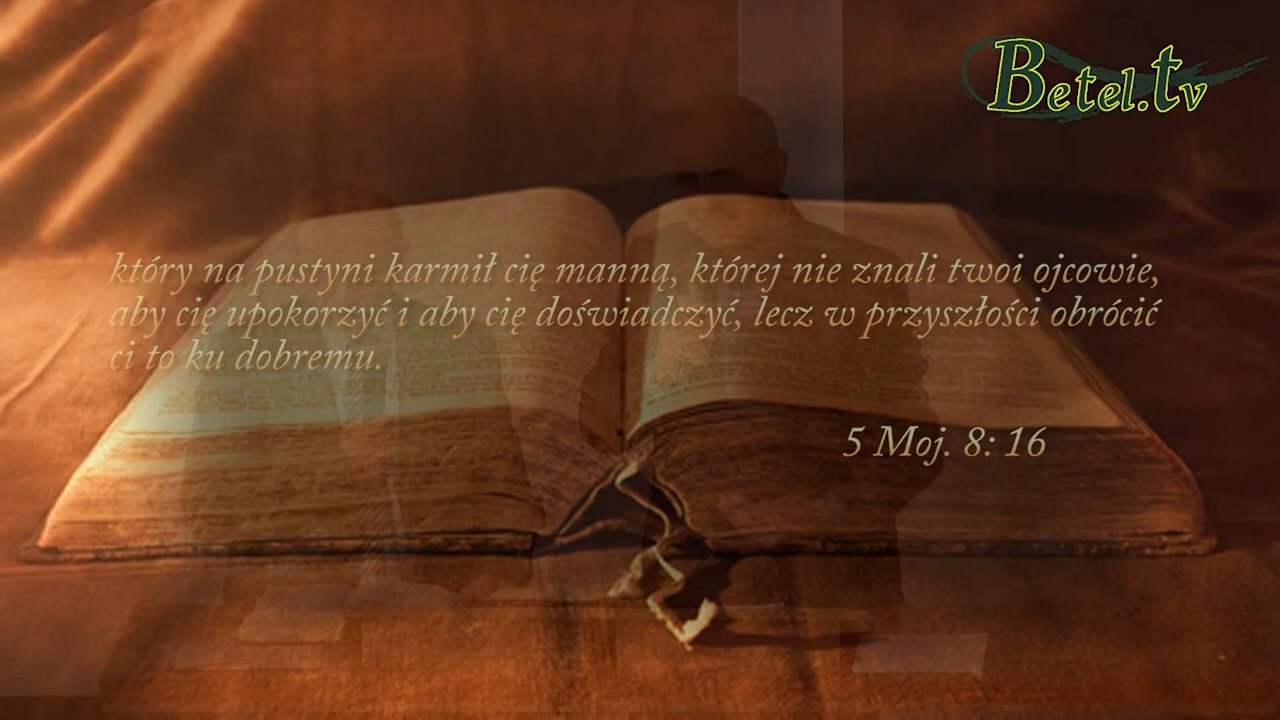 Betel.tv
który na pustyni karmił cię manną, której nie znali twoi ojcowie,
aby cię upokorzyć i aby cię doświadczyć, lecz w przyszłości obrócić
ci to ku dobremu.
5 Moj. 8: 16